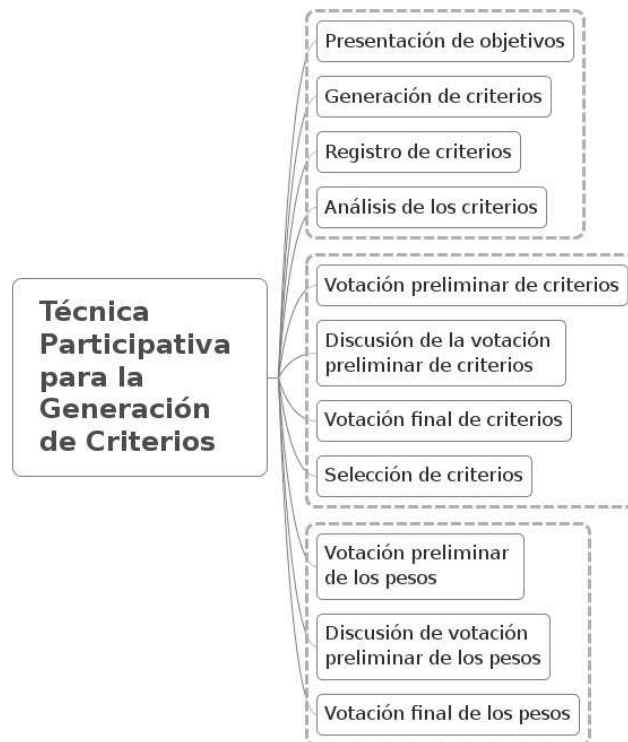 Técnica
Participativa
para la
Generación
de Criterios
Presentación de objetivos
Generación de criterios
Registro de criterios
Análisis de los criterios
Votación preliminar de criterios
Discusión de la votación
preliminar de criterios
Votación final de criterios
Selección de criterios
Votación preliminar
de los pesos
Discusión de votación
preliminar de los pesos
Votación final de los pesos